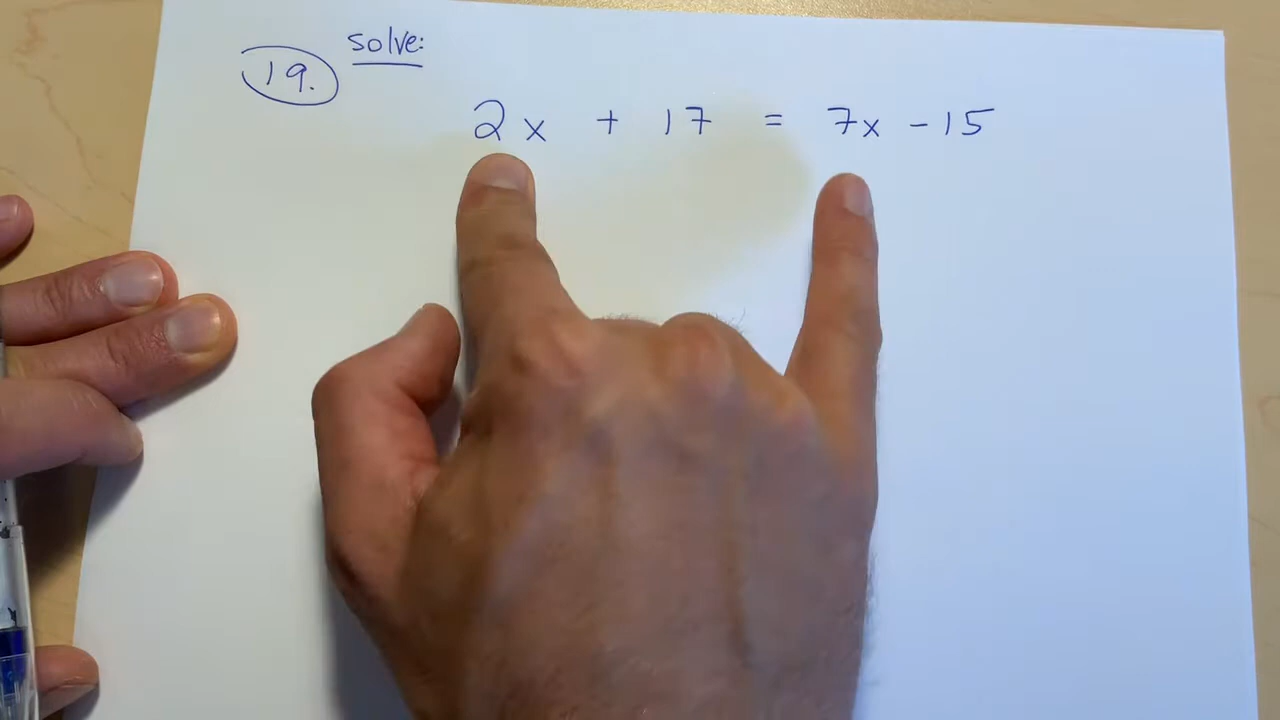 19. solve:
2x + 17 = 7x - 15